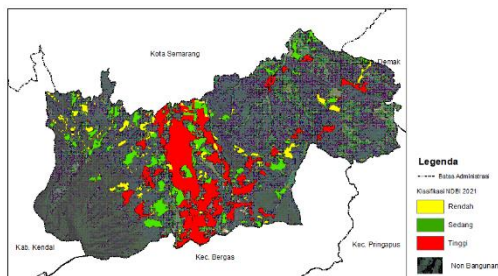 Kota Semarang
Demak
Kab. Kendal
Kec. Bergas
Kec. Pringapus
Legenda
Batas Administrasi
Klasifikasi NDBI 2021
Rendah
Sedang
Tinggi
Non Bangunan